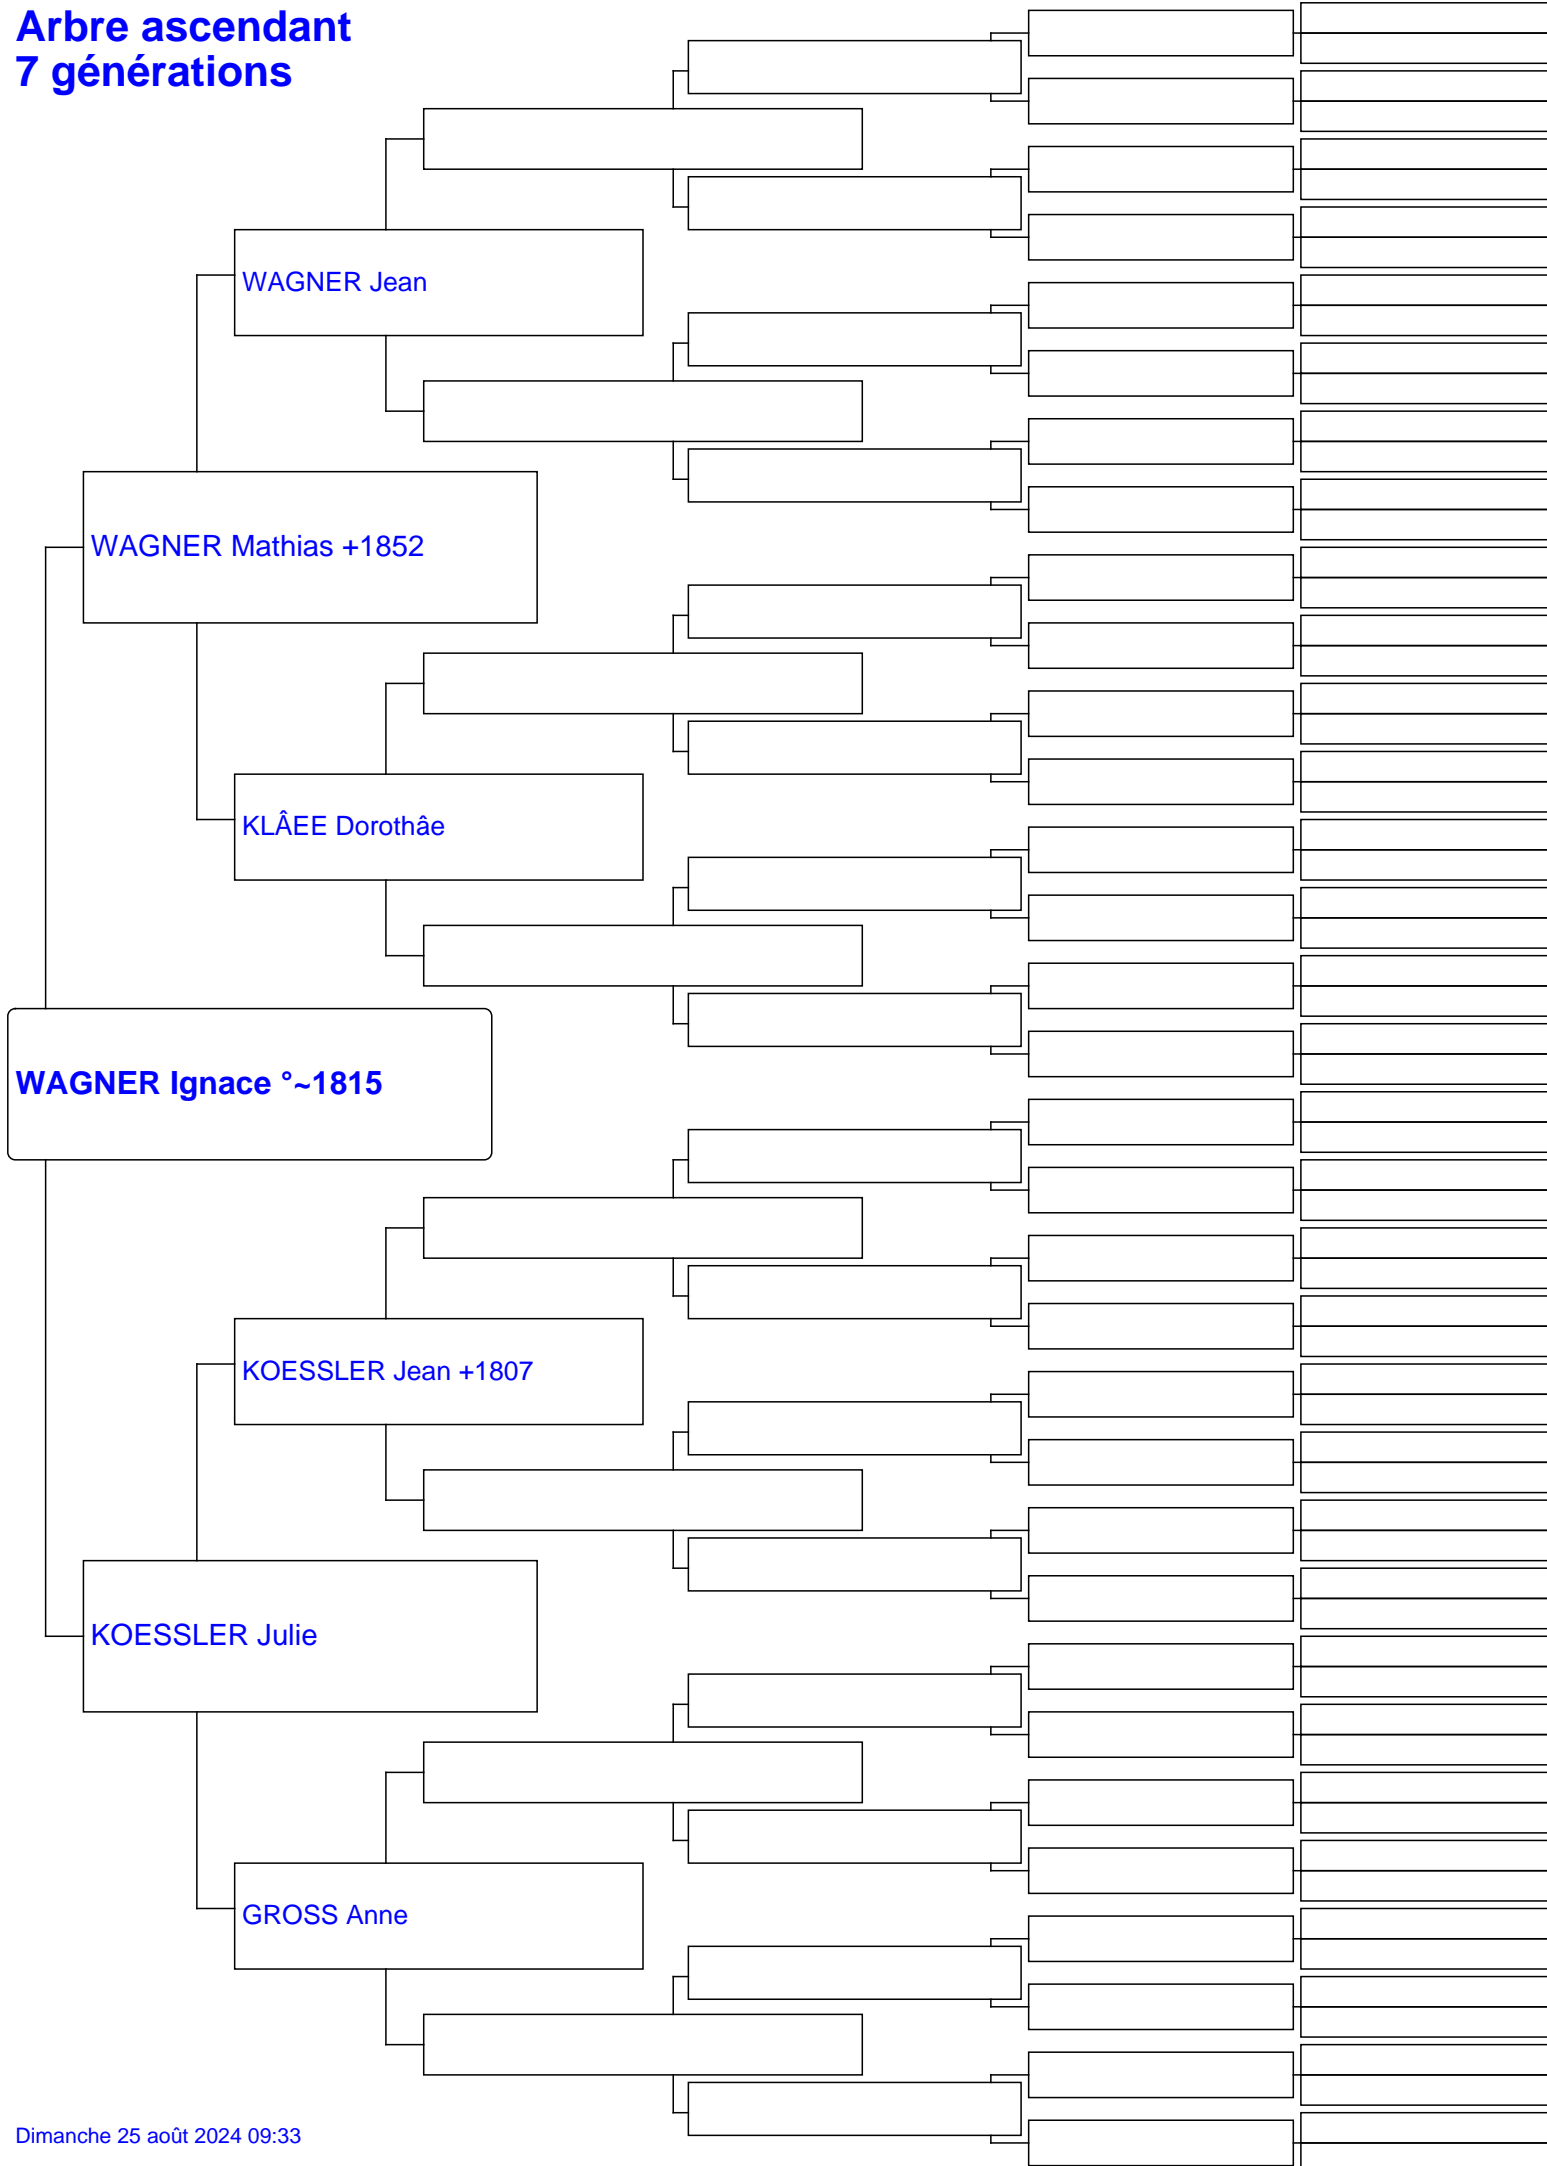 Arbre ascendant
7 générations
WAGNER Jean
WAGNER Mathias +1852
KLÂEE Dorothâe
WAGNER Ignace °~1815
KOESSLER Jean +1807
KOESSLER Julie
GROSS Anne
Dimanche 25 août 2024 09:33